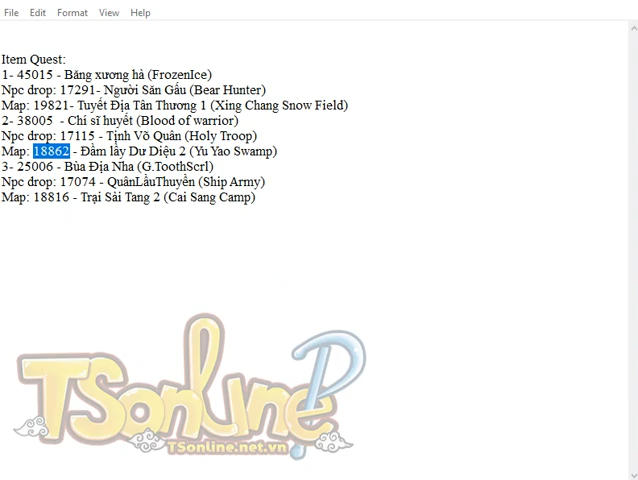 File Edit Format View Help
Item Quest:
1- 45015 - Băng xương hà (FrozenIce)
Npc drop: 17291- Người Săn Gấu (Bear Hunter)
Map: 19821- Tuyết Địa Tân Thương 1 (Xing Chang Snow Field)
2- 38005  - Chí sĩ huyết (Blood of warrior)
Npc drop: 17115 - Tịnh Võ Quân (Holy Troop)
Map: 18862 - Đầm lầy Dư Diệu 2 (Yu Yao Swamp)
3- 25006 - Bùa Địa Nha (G.ToothScrl)
Npc drop: 17074 - QuânLầuThuyền (Ship Army)
Map: 18816 - Trại Sài Tang 2 (Cai Sang Camp)
TSonline P
TSonline.net.vn